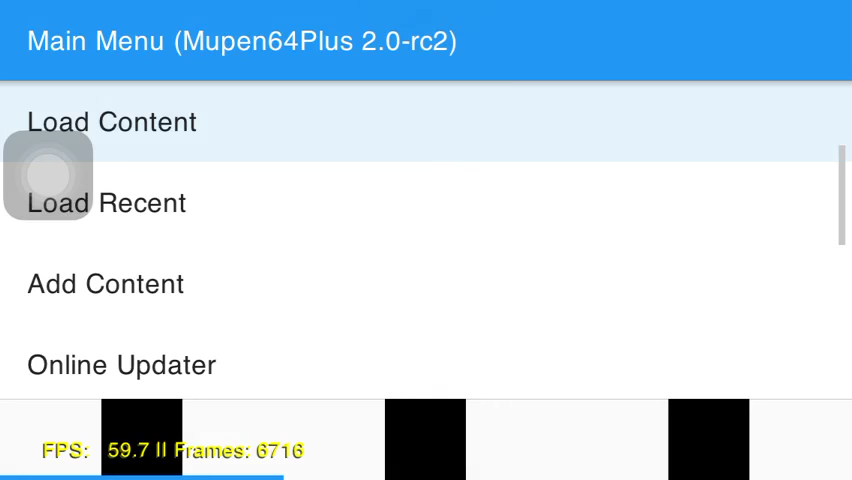 Main Menu (Mupen64Plus 2.0-rc2)
Load Content
Load Recent
Add Content
Online Updater
FPS: 59.7 || Frames: 6716